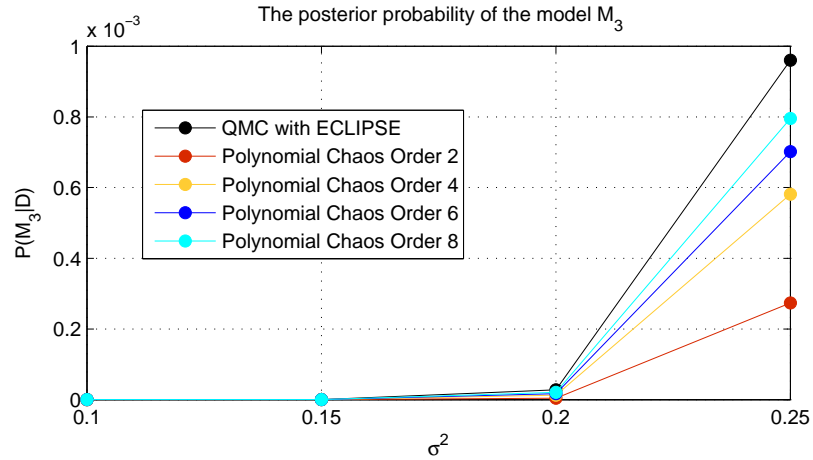 The posterior probability of the model M₃
x 10⁻³
1
0.8
0.6
0.4
0.2
0
P(M₃|D)
QMC with ECLIPSE
Polynomial Chaos Order 2
Polynomial Chaos Order 4
Polynomial Chaos Order 6
Polynomial Chaos Order 8
0.1 0.15 0.2 0.25
σ²